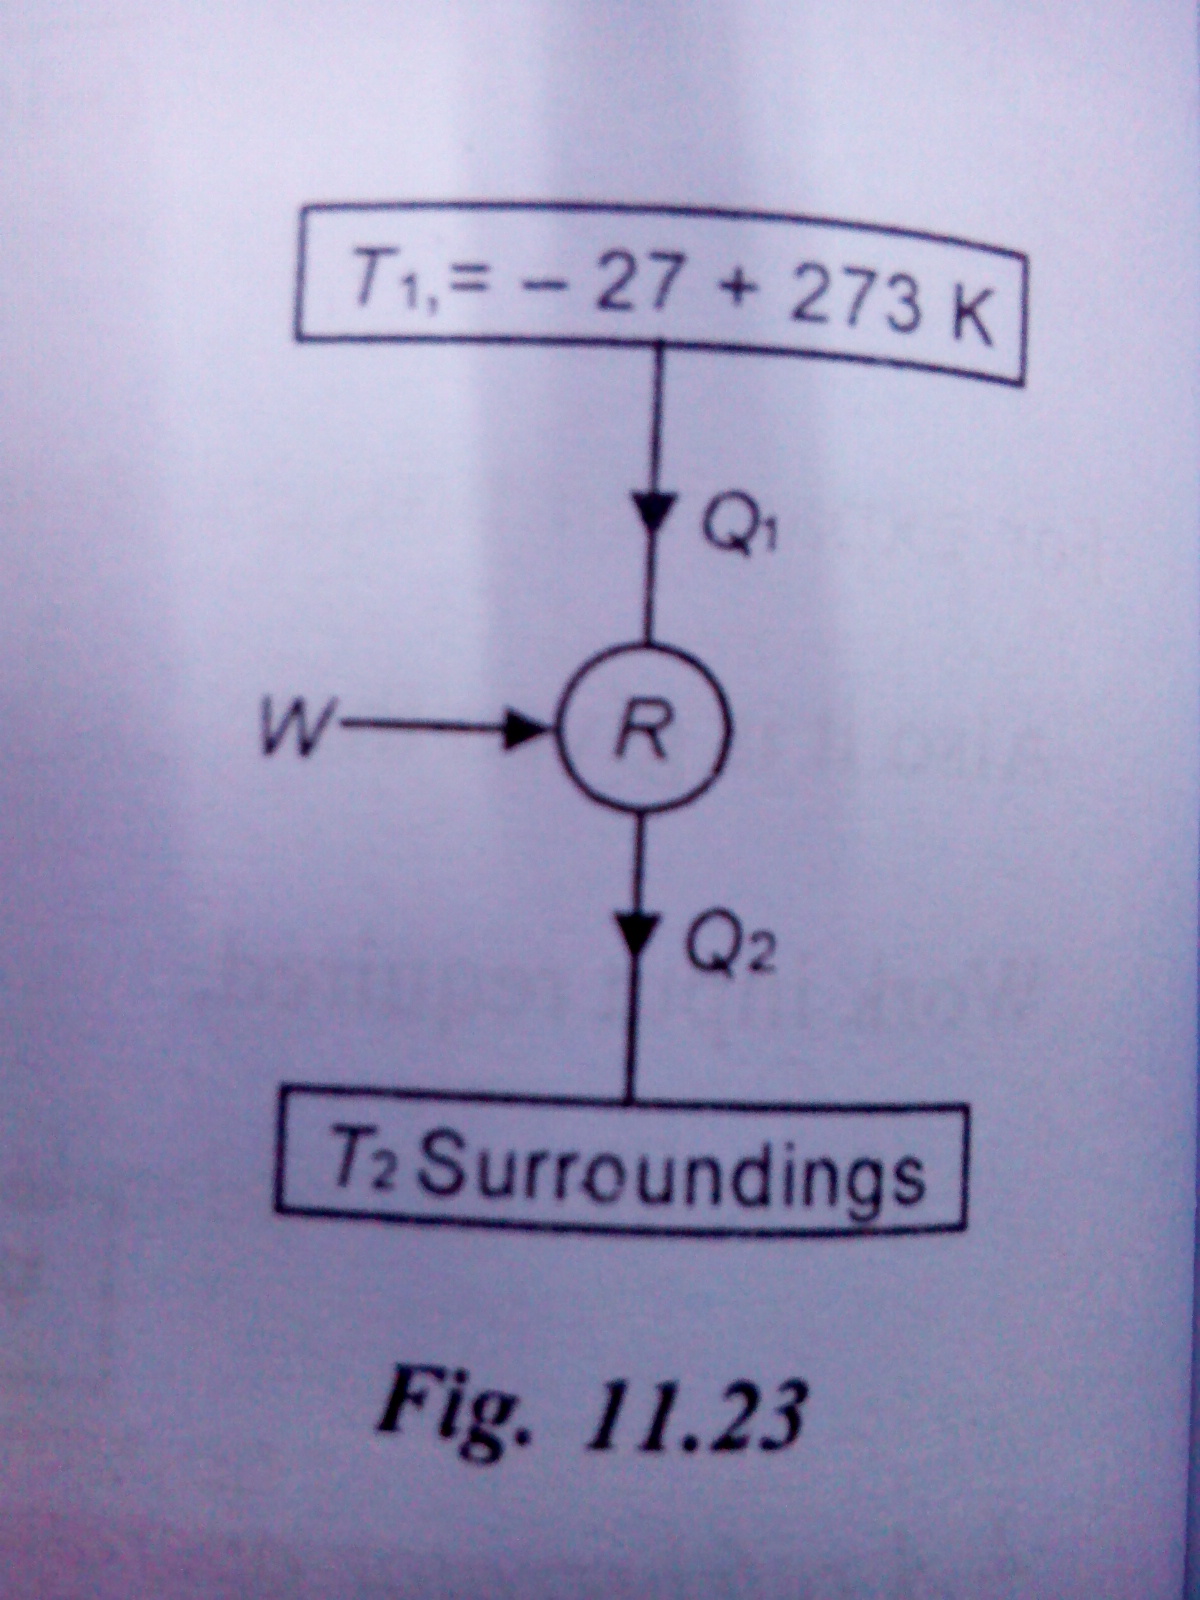 T1,= – 27 + 273 K
Q1
W
R
Q2
T2 Surroundings
Fig. 11.23